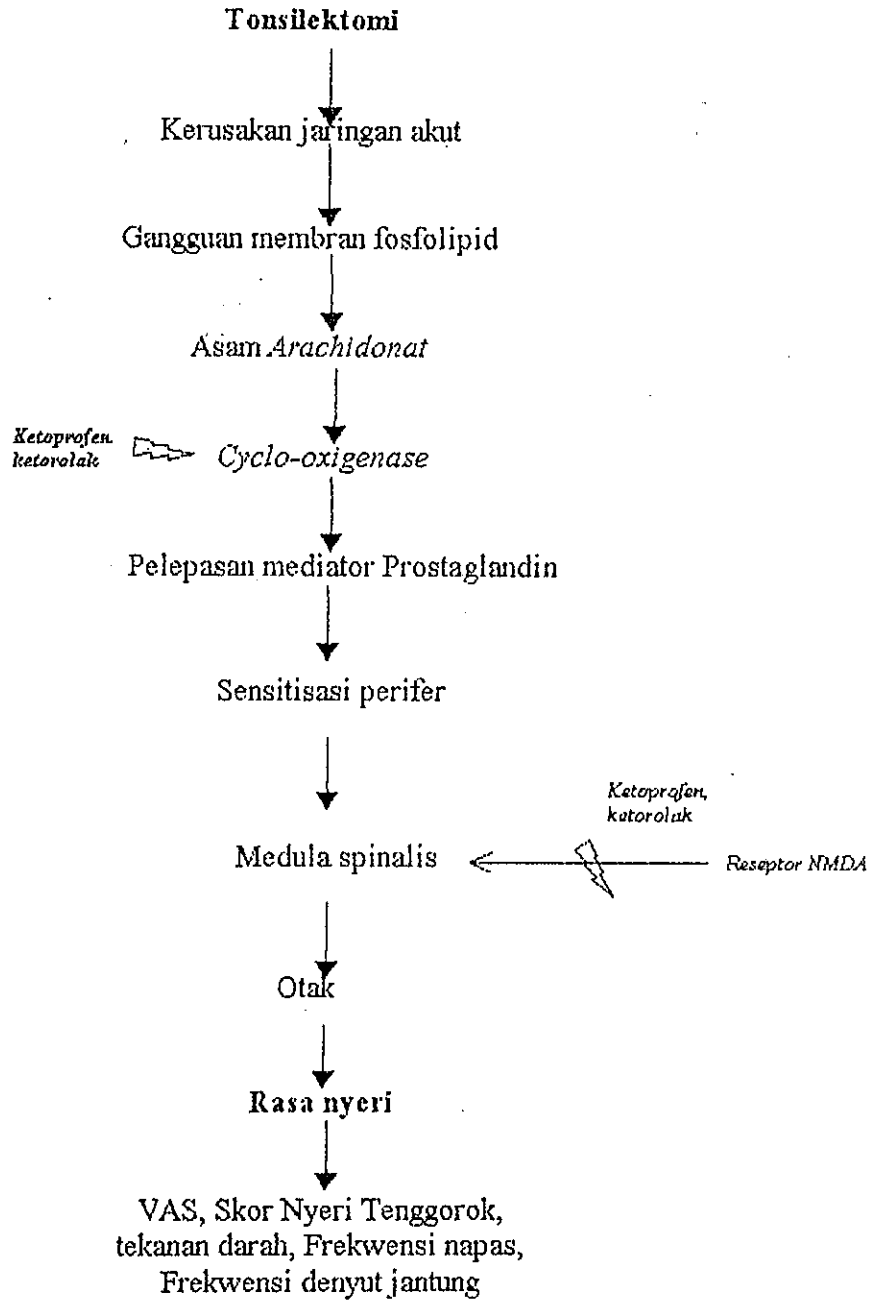 Tonsilektomi
Kerusakan jaringan akut
Gangguan membran fosfolipid
Asam Arachidonat
Ketoprofen,
ketorolak
Cyclo-oxigenase
Pelepasan mediator Prostaglandin
Sensitisasi perifer
Ketoprofen,
ketorolak
Medula spinalis
Reseptor NMDA
Otak
Rasa nyeri
VAS, Skor Nyeri Tenggorok,
tekanan darah, Frekwensi napas,
Frekwensi denyut jantung